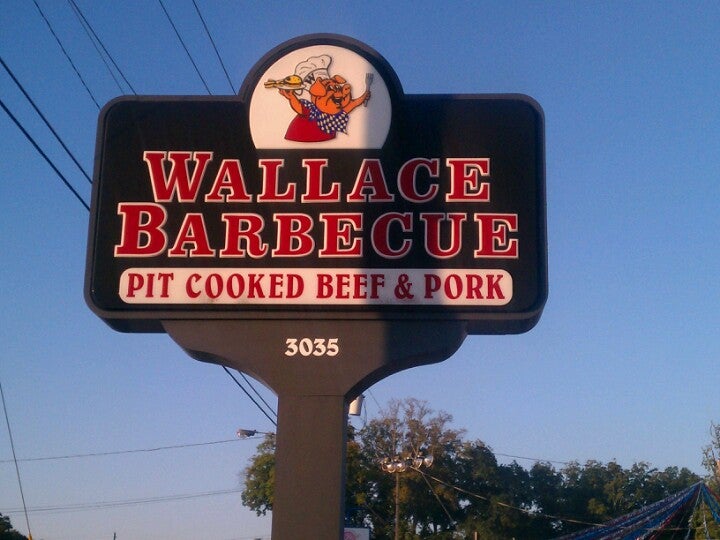 WALLACE
BARBECUE
PIT COOKED BEEF & PORK
3035